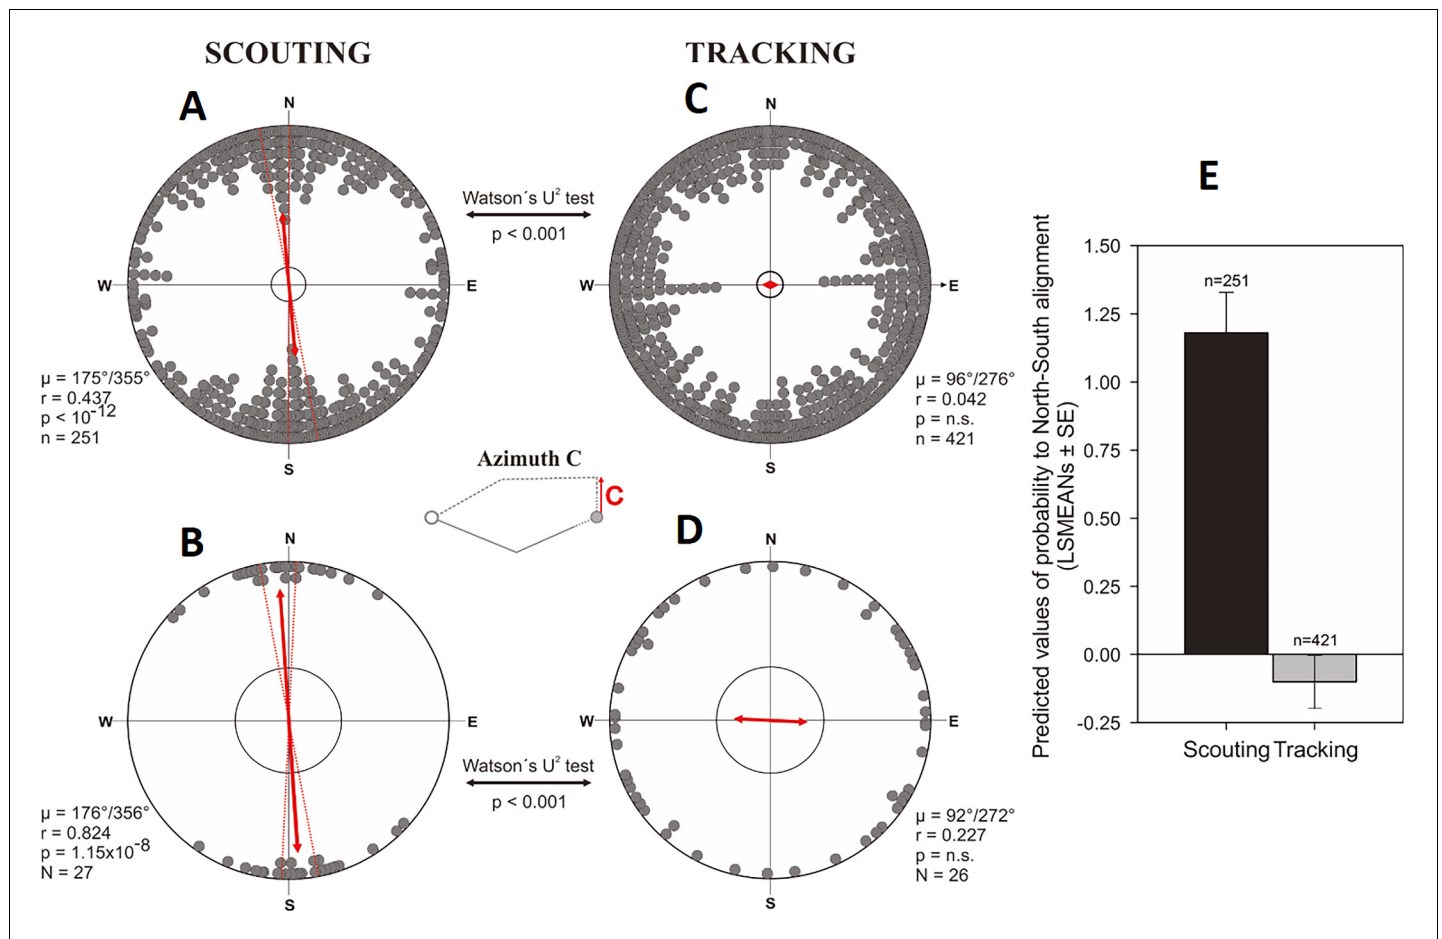 SCOUTING
TRACKING
A
N
W
E
S
μ = 175°/355°
r = 0.437
p < 10⁻¹²
n = 251
Watson´s U² test
p < 0.001
C
N
W
E
S
μ = 96°/276°
r = 0.042
p = n.s.
n = 421
Azimuth C
C
B
N
W
E
S
μ = 176°/356°
r = 0.824
p = 1.15x10⁻⁸
N = 27
Watson´s U² test
p < 0.001
D
N
W
E
S
μ = 92°/272°
r = 0.227
p = n.s.
N = 26
E
Predicted values of probability to North-South alignment
(LSMEANs ± SE)
1.50
1.25
1.00
0.75
0.50
0.25
0.00
-0.25
n=251
n=421
Scouting Tracking